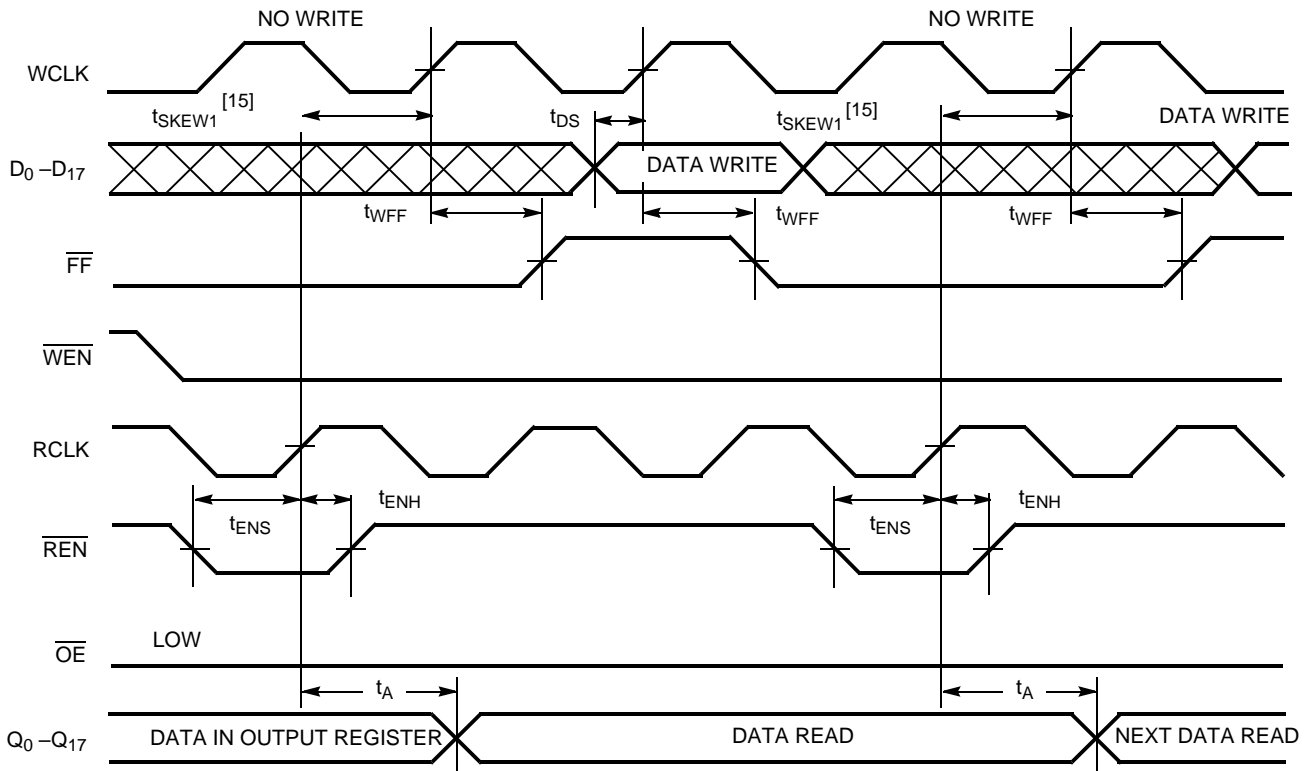 NO WRITE NO WRITE
WCLK
tSKEW1 [15] tDS tSKEW1 [15] DATA WRITE
D0 –D17 DATA WRITE
tWFF tWFF tWFF
FF
WEN
RCLK
tENS tENH tENS tENH
REN
OE LOW
tA tA
Q0 –Q17 DATA IN OUTPUT REGISTER DATA READ NEXT DATA READ